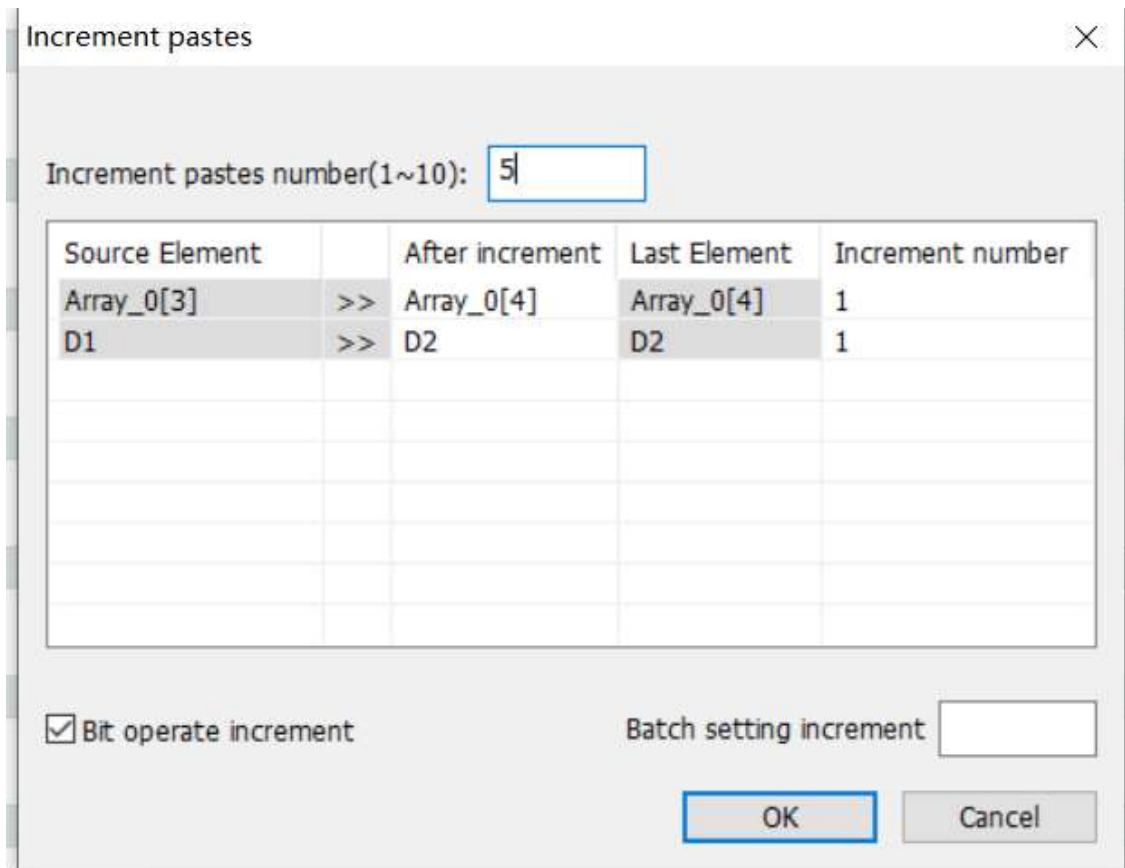 Increment pastes
Increment pastes number(1~10): 5
Source Element After increment Last Element Increment number
Array_0[3] >> Array_0[4] Array_0[4] 1
D1 >> D2 D2 1
Bit operate increment Batch setting increment
OK Cancel